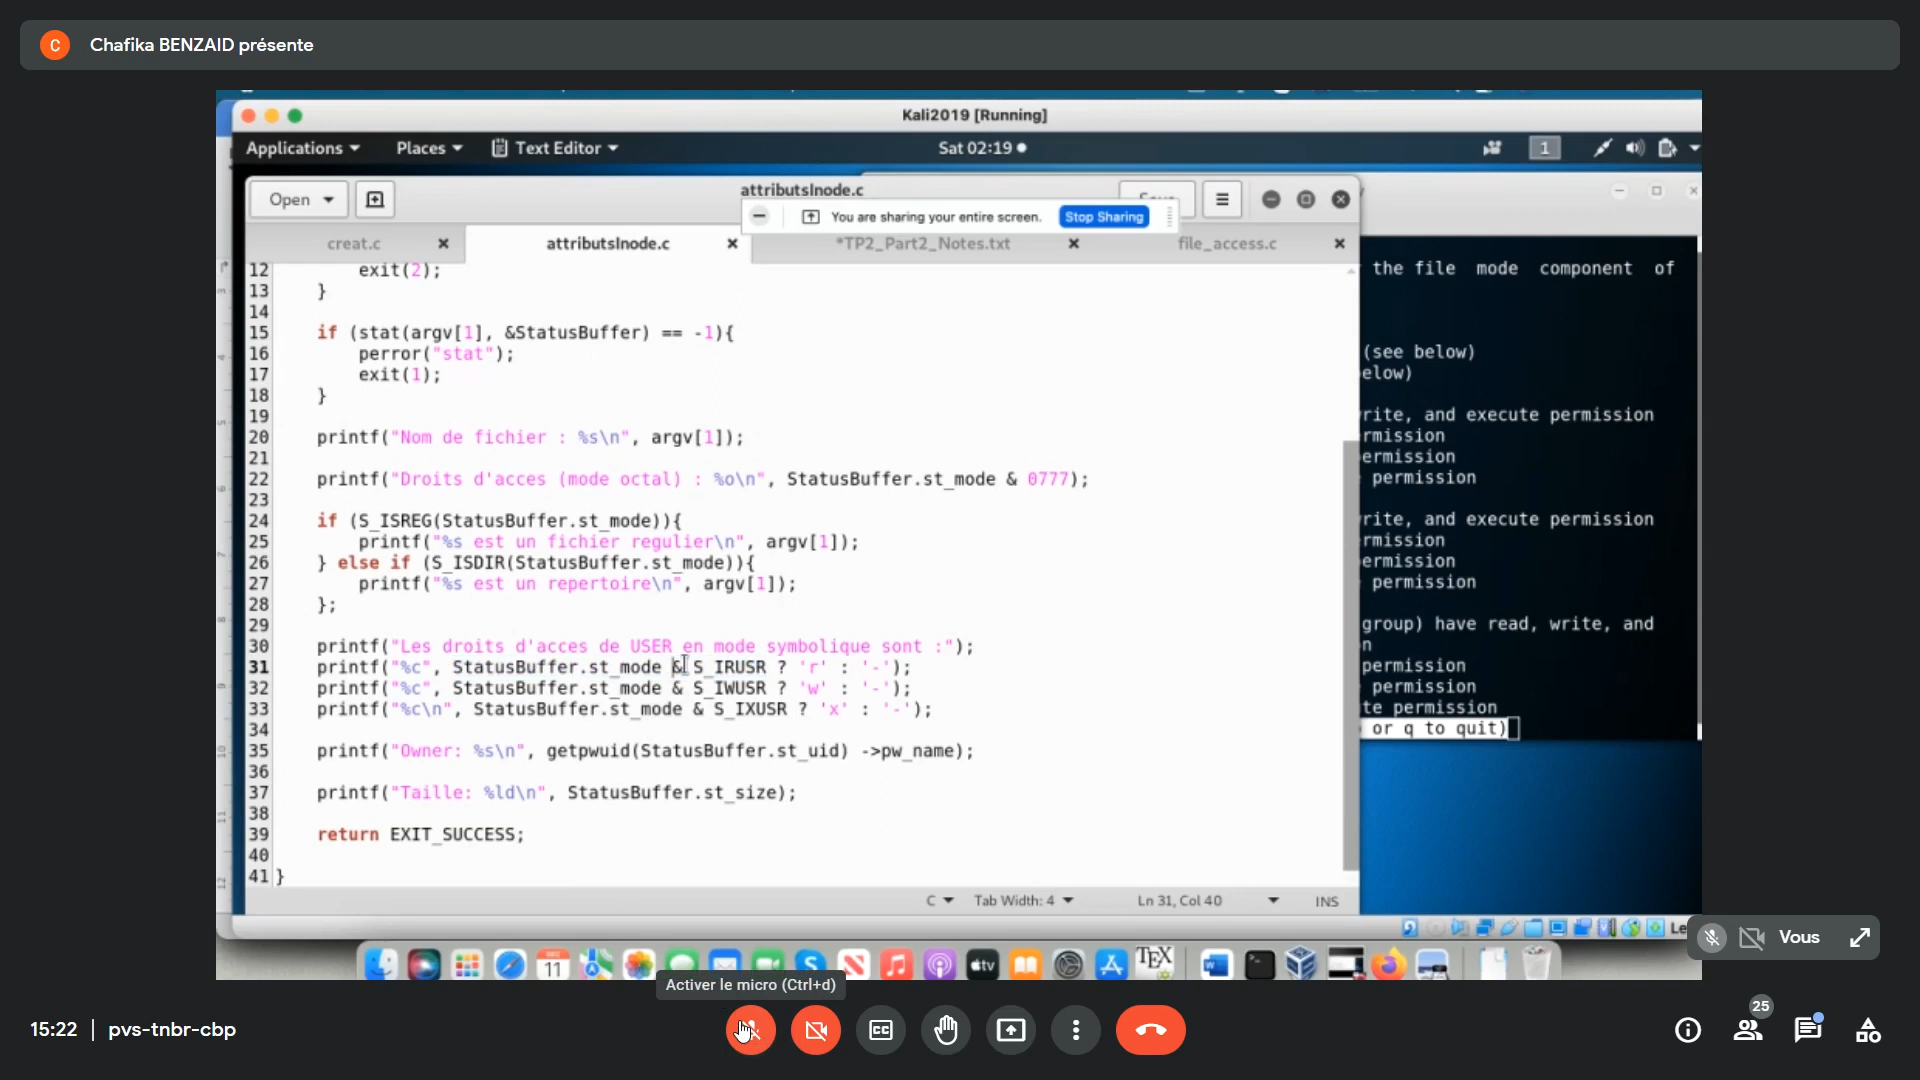 C Chafika BENZAID présente
Kali2019 [Running]
Applications Places Text Editor Sat 02:19 1
Open attributsInode.c
You are sharing your entire screen. Stop Sharing
creat.c attributsInode.c *TP2_Part2_Notes.txt file_access.c
12 exit(2);
13 }
14
15 if (stat(argv[1], &StatusBuffer) == -1){
16 perror("stat");
17 exit(1);
18 }
19
20 printf("Nom de fichier : %s\n", argv[1]);
21
22 printf("Droits d'acces (mode octal) : %o\n", StatusBuffer.st_mode & 0777);
23
24 if (S_ISREG(StatusBuffer.st_mode)){
25 printf("%s est un fichier regulier\n", argv[1]);
26 } else if (S_ISDIR(StatusBuffer.st_mode)){
27 printf("%s est un repertoire\n", argv[1]);
28 };
29
30 printf("Les droits d'acces de USER en mode symbolique sont :");
31 printf("%c", StatusBuffer.st_mode & S_IRUSR ? 'r' : '-');
32 printf("%c", StatusBuffer.st_mode & S_IWUSR ? 'w' : '-');
33 printf("%c\n", StatusBuffer.st_mode & S_IXUSR ? 'x' : '-');
34
35 printf("Owner: %s\n", getpwuid(StatusBuffer.st_uid) ->pw_name);
36
37 printf("Taille: %ld\n", StatusBuffer.st_size);
38
39 return EXIT_SUCCESS;
40
41 }
C Tab Width: 4 Ln 31, Col 40 INS
the file mode component of
(see below)
elow)
rite, and execute permission
rmission
ermission
permission
rite, and execute permission
rmission
ermission
permission
group) have read, write, and
n
permission
permission
te permission
or q to quit)
Le
Vous
11
tv
TEX
Activer le micro (Ctrl+d)
15:22 | pvs-tnbr-cbp
CC
25